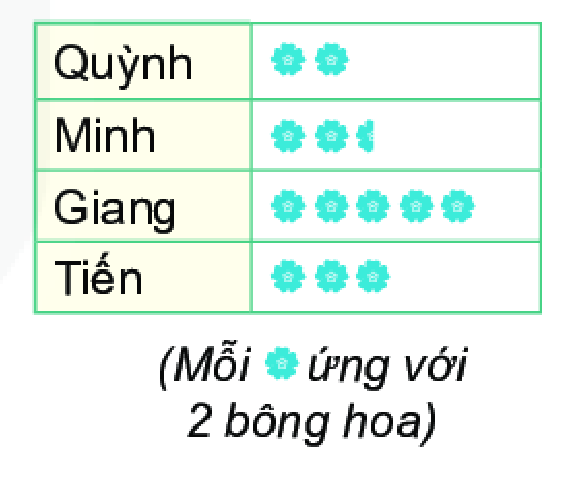 Quỳnh
Minh
Giang
Tiến
(Mỗi ứng với
2 bông hoa)